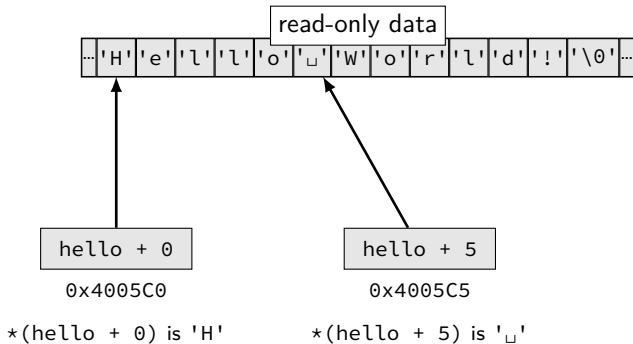 read-only data
… 'H' 'e' 'l' 'l' 'o' '␣' 'W' 'o' 'r' 'l' 'd' '!' '\0' …
hello + 0 hello + 5
0x4005C0 0x4005C5
*(hello + 0) is 'H' *(hello + 5) is '␣'